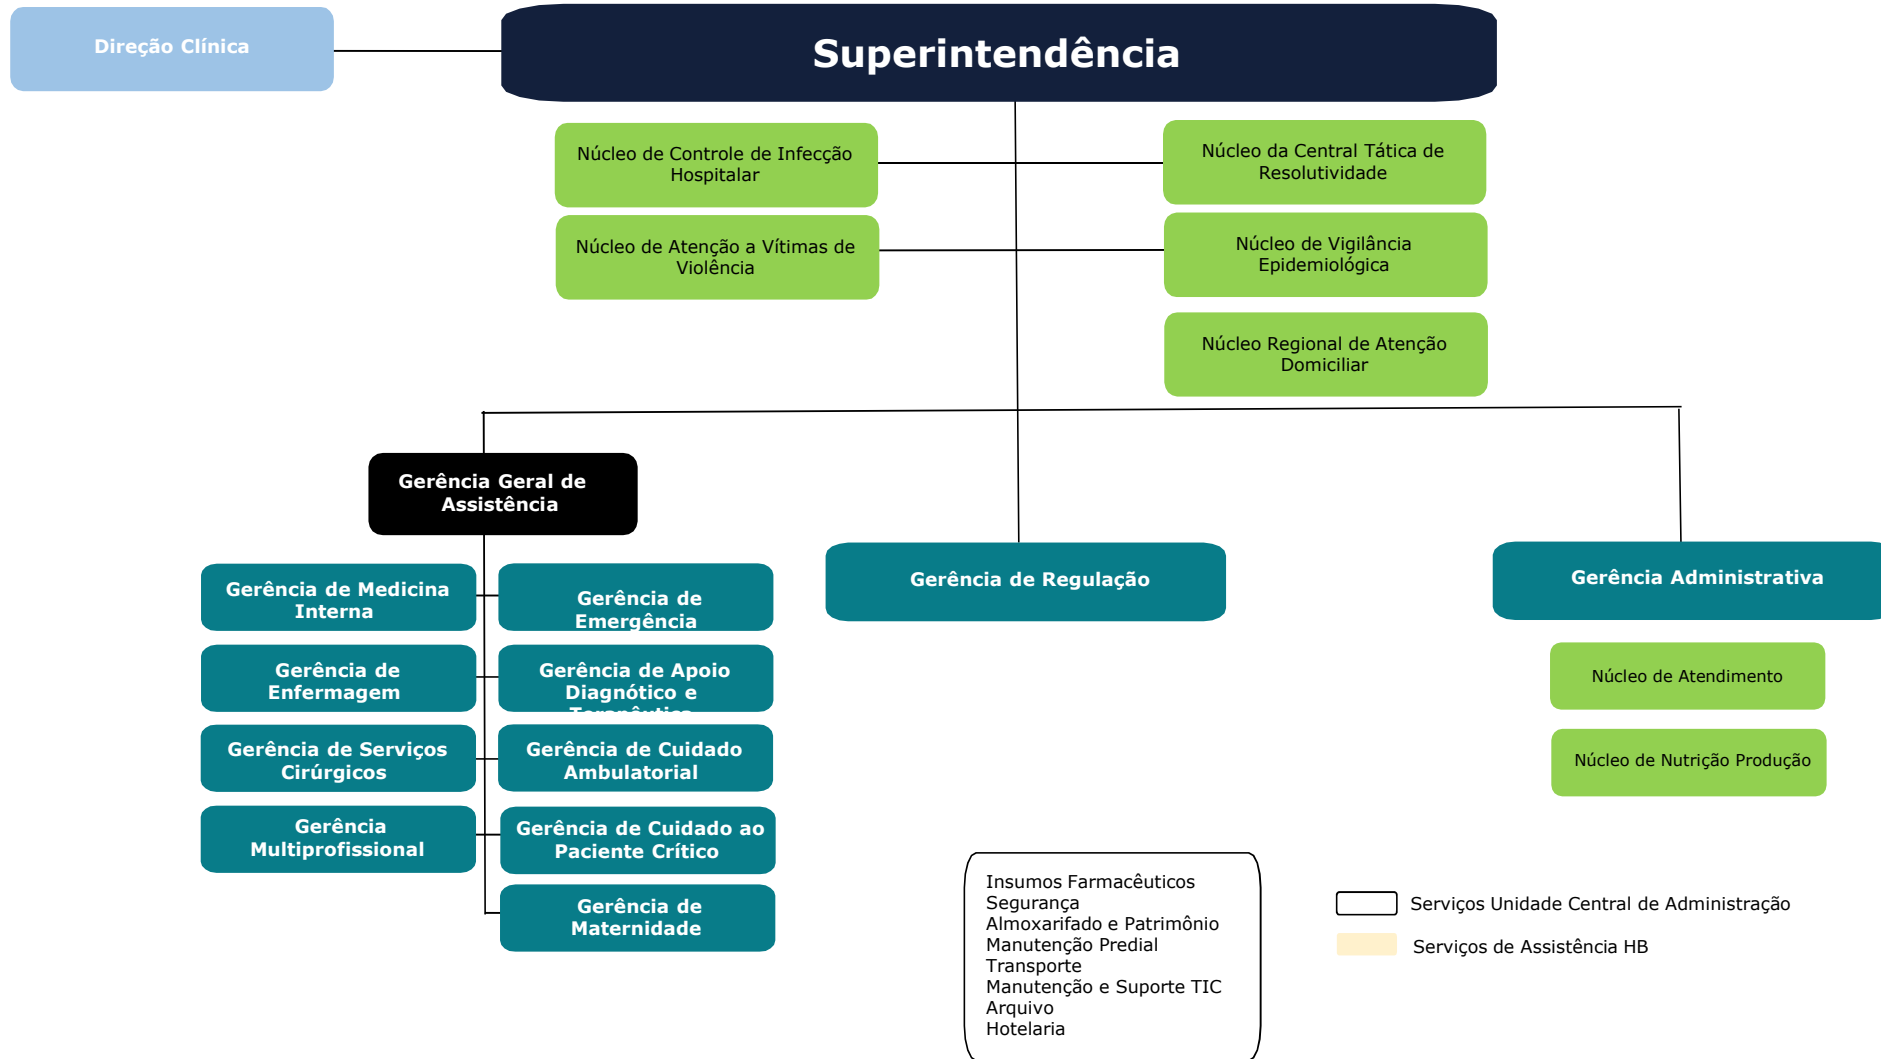 Direção Clínica
Superintendência
Núcleo de Controle de Infecção
Hospitalar
Núcleo da Central Tática de
Resolutividade
Núcleo de Atenção a Vítimas de
Violência
Núcleo de Vigilância
Epidemiológica
Núcleo Regional de Atenção
Domiciliar
Gerência Geral de
Assistência
Gerência de Regulação
Gerência Administrativa
Gerência de Medicina
Interna
Gerência de
Emergência
Gerência de
Enfermagem
Gerência de Apoio
Diagnótico e
Gerência de Serviços
Cirúrgicos
Gerência de Cuidado
Ambulatorial
Gerência
Multiprofissional
Gerência de Cuidado ao
Paciente Crítico
Gerência de
Maternidade
Núcleo de Atendimento
Núcleo de Nutrição Produção
Insumos Farmacêuticos
Segurança
Almoxarifado e Patrimônio
Manutenção Predial
Transporte
Manutenção e Suporte TIC
Arquivo
Hotelaria
Serviços Unidade Central de Administração
Serviços de Assistência HB